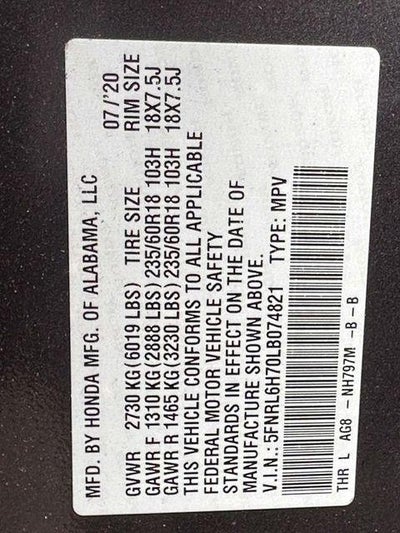 MFD. BY HONDA MFG. OF ALABAMA, LLC 07/'20
GVWR 2730 KG(6019 LBS) TIRE SIZE RIM SIZE
GAWR F 1310 KG(2888 LBS) 235/60R18 103H 18X7.5J
GAWR R 1465 KG(3230 LBS) 235/60R18 103H 18X7.5J
THIS VEHICLE CONFORMS TO ALL APPLICABLE
FEDERAL MOTOR VEHICLE SAFETY
STANDARDS IN EFFECT ON THE DATE OF
MANUFACTURE SHOWN ABOVE.
V.I.N.: 5FNRL6H70LB074821 TYPE: MPV
THR L AG8 - NH797M -B -B